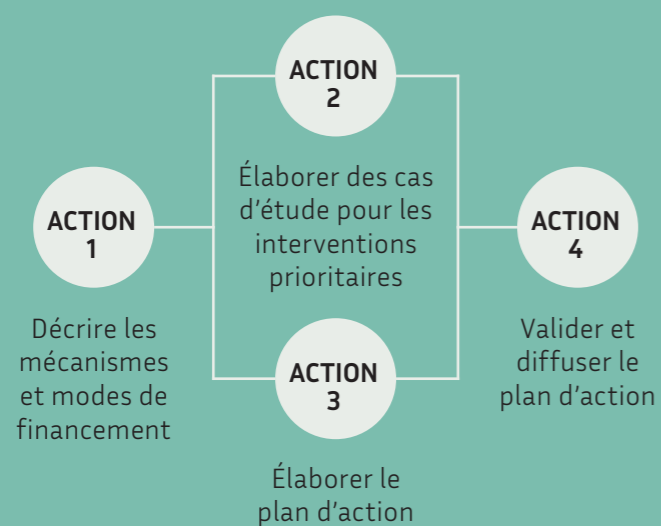 ACTION
1
Décrire les
mécanismes
et modes de
financement
ACTION
2
Élaborer des cas
d'étude pour les
interventions
prioritaires
ACTION
3
Élaborer le
plan d'action
ACTION
4
Valider et
diffuser le
plan d'action